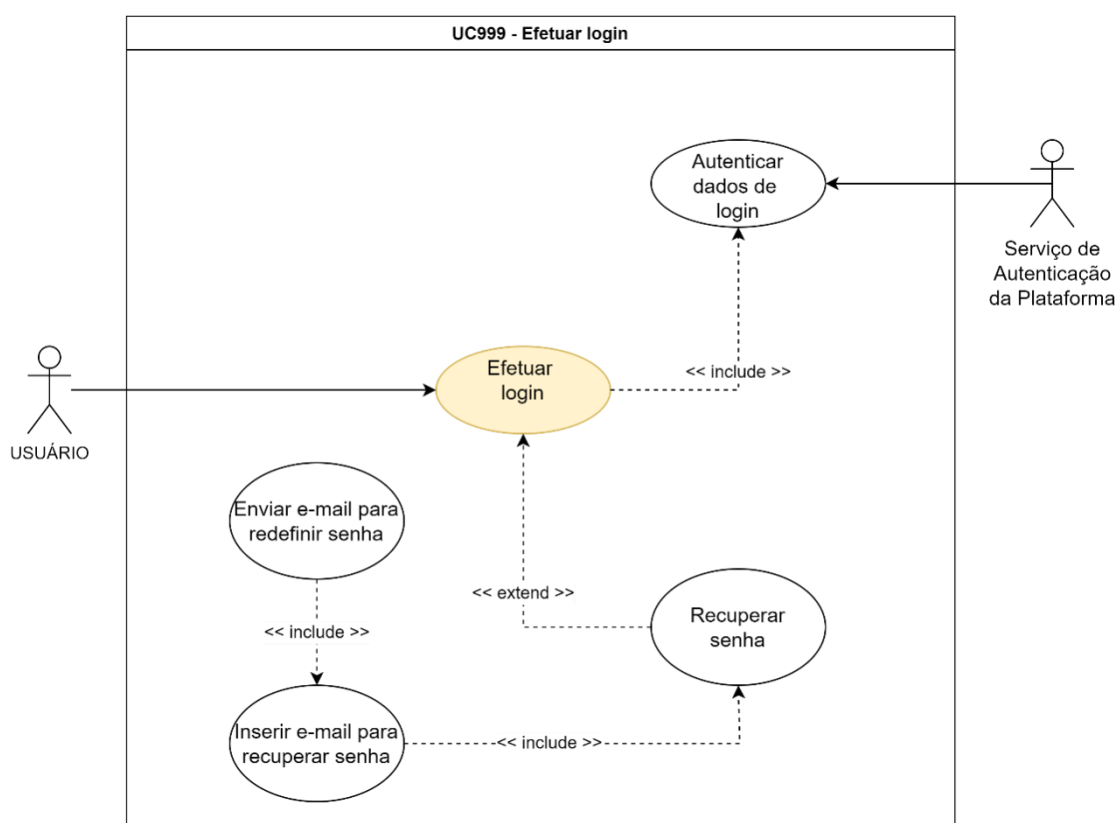 UC999 - Efetuar login
Autenticar
dados de
login
Serviço de
Autenticação
da Plataforma
Efetuar
login
<< include >>
USUÁRIO
Enviar e-mail para
redefinir senha
<< extend >>
Recuperar
senha
<< include >>
Inserir e-mail para
recuperar senha
<< include >>